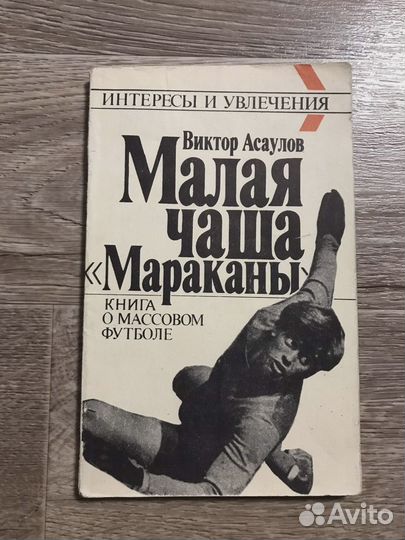 ИНТЕРЕСЫ И УВЛЕЧЕНИЯ
Виктор Асаулов
Малая
чаша
«Мараканы»
КНИГА
О МАССОВОМ
ФУТБОЛЕ
Avito